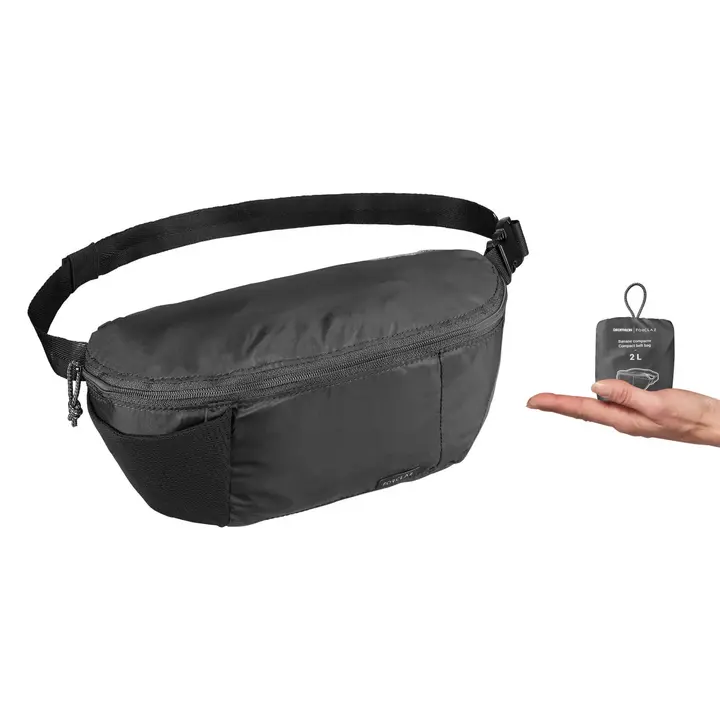 FORCLAZ
DECATHLON | FORCLAZ
Banane compacte
Compact belt bag
2 L